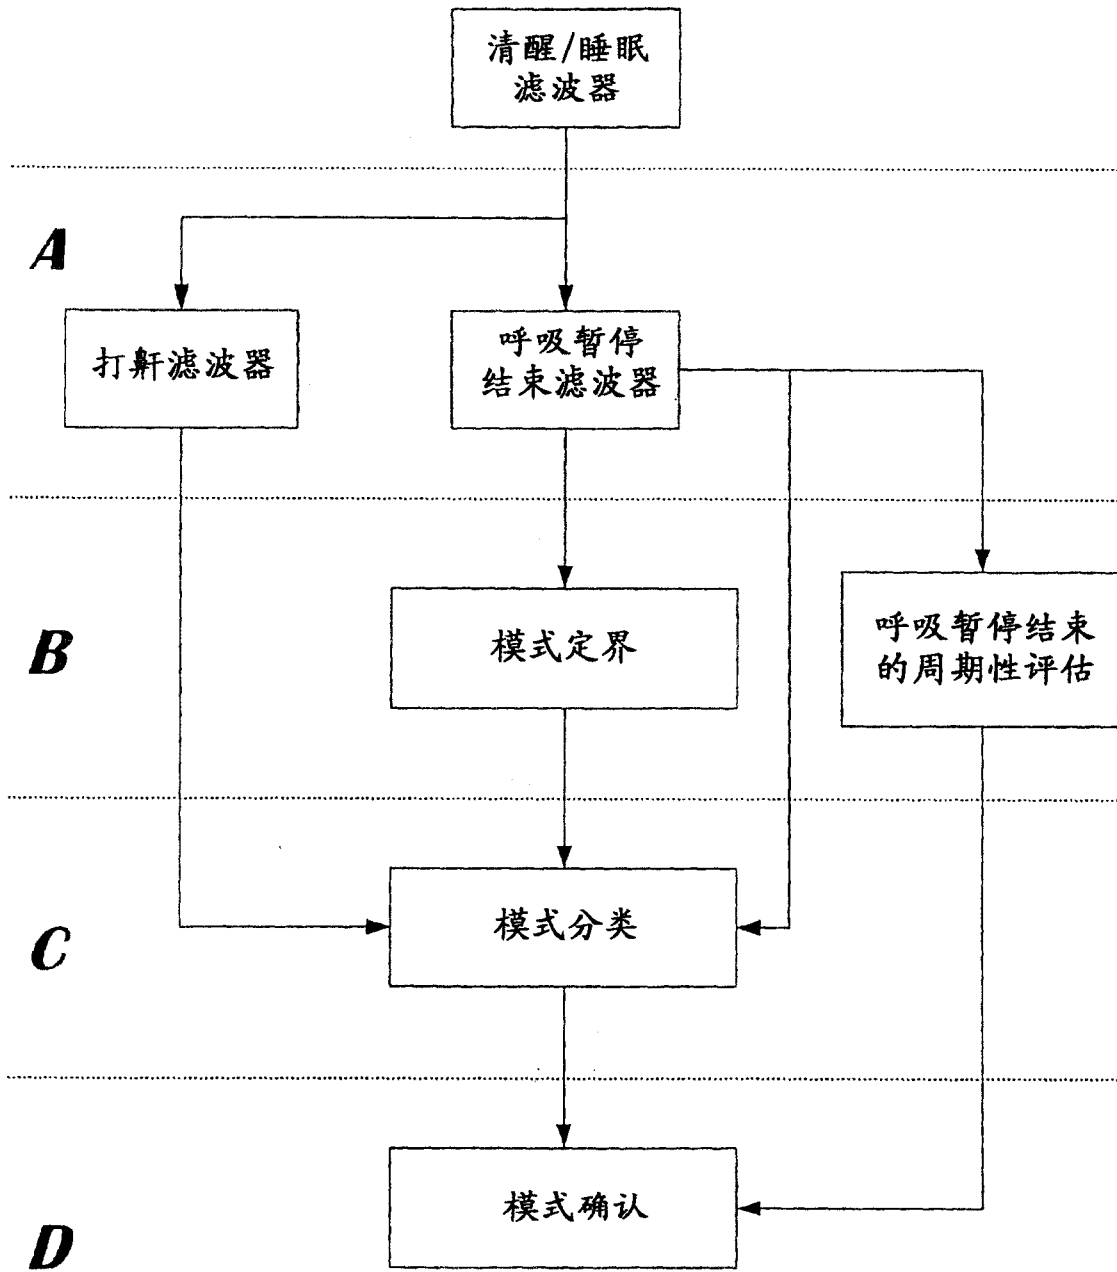 清醒/睡眠
滤波器
A
打鼾滤波器
呼吸暂停
结束滤波器
B
模式定界
呼吸暂停结束
的周期性评估
C
模式分类
D
模式确认